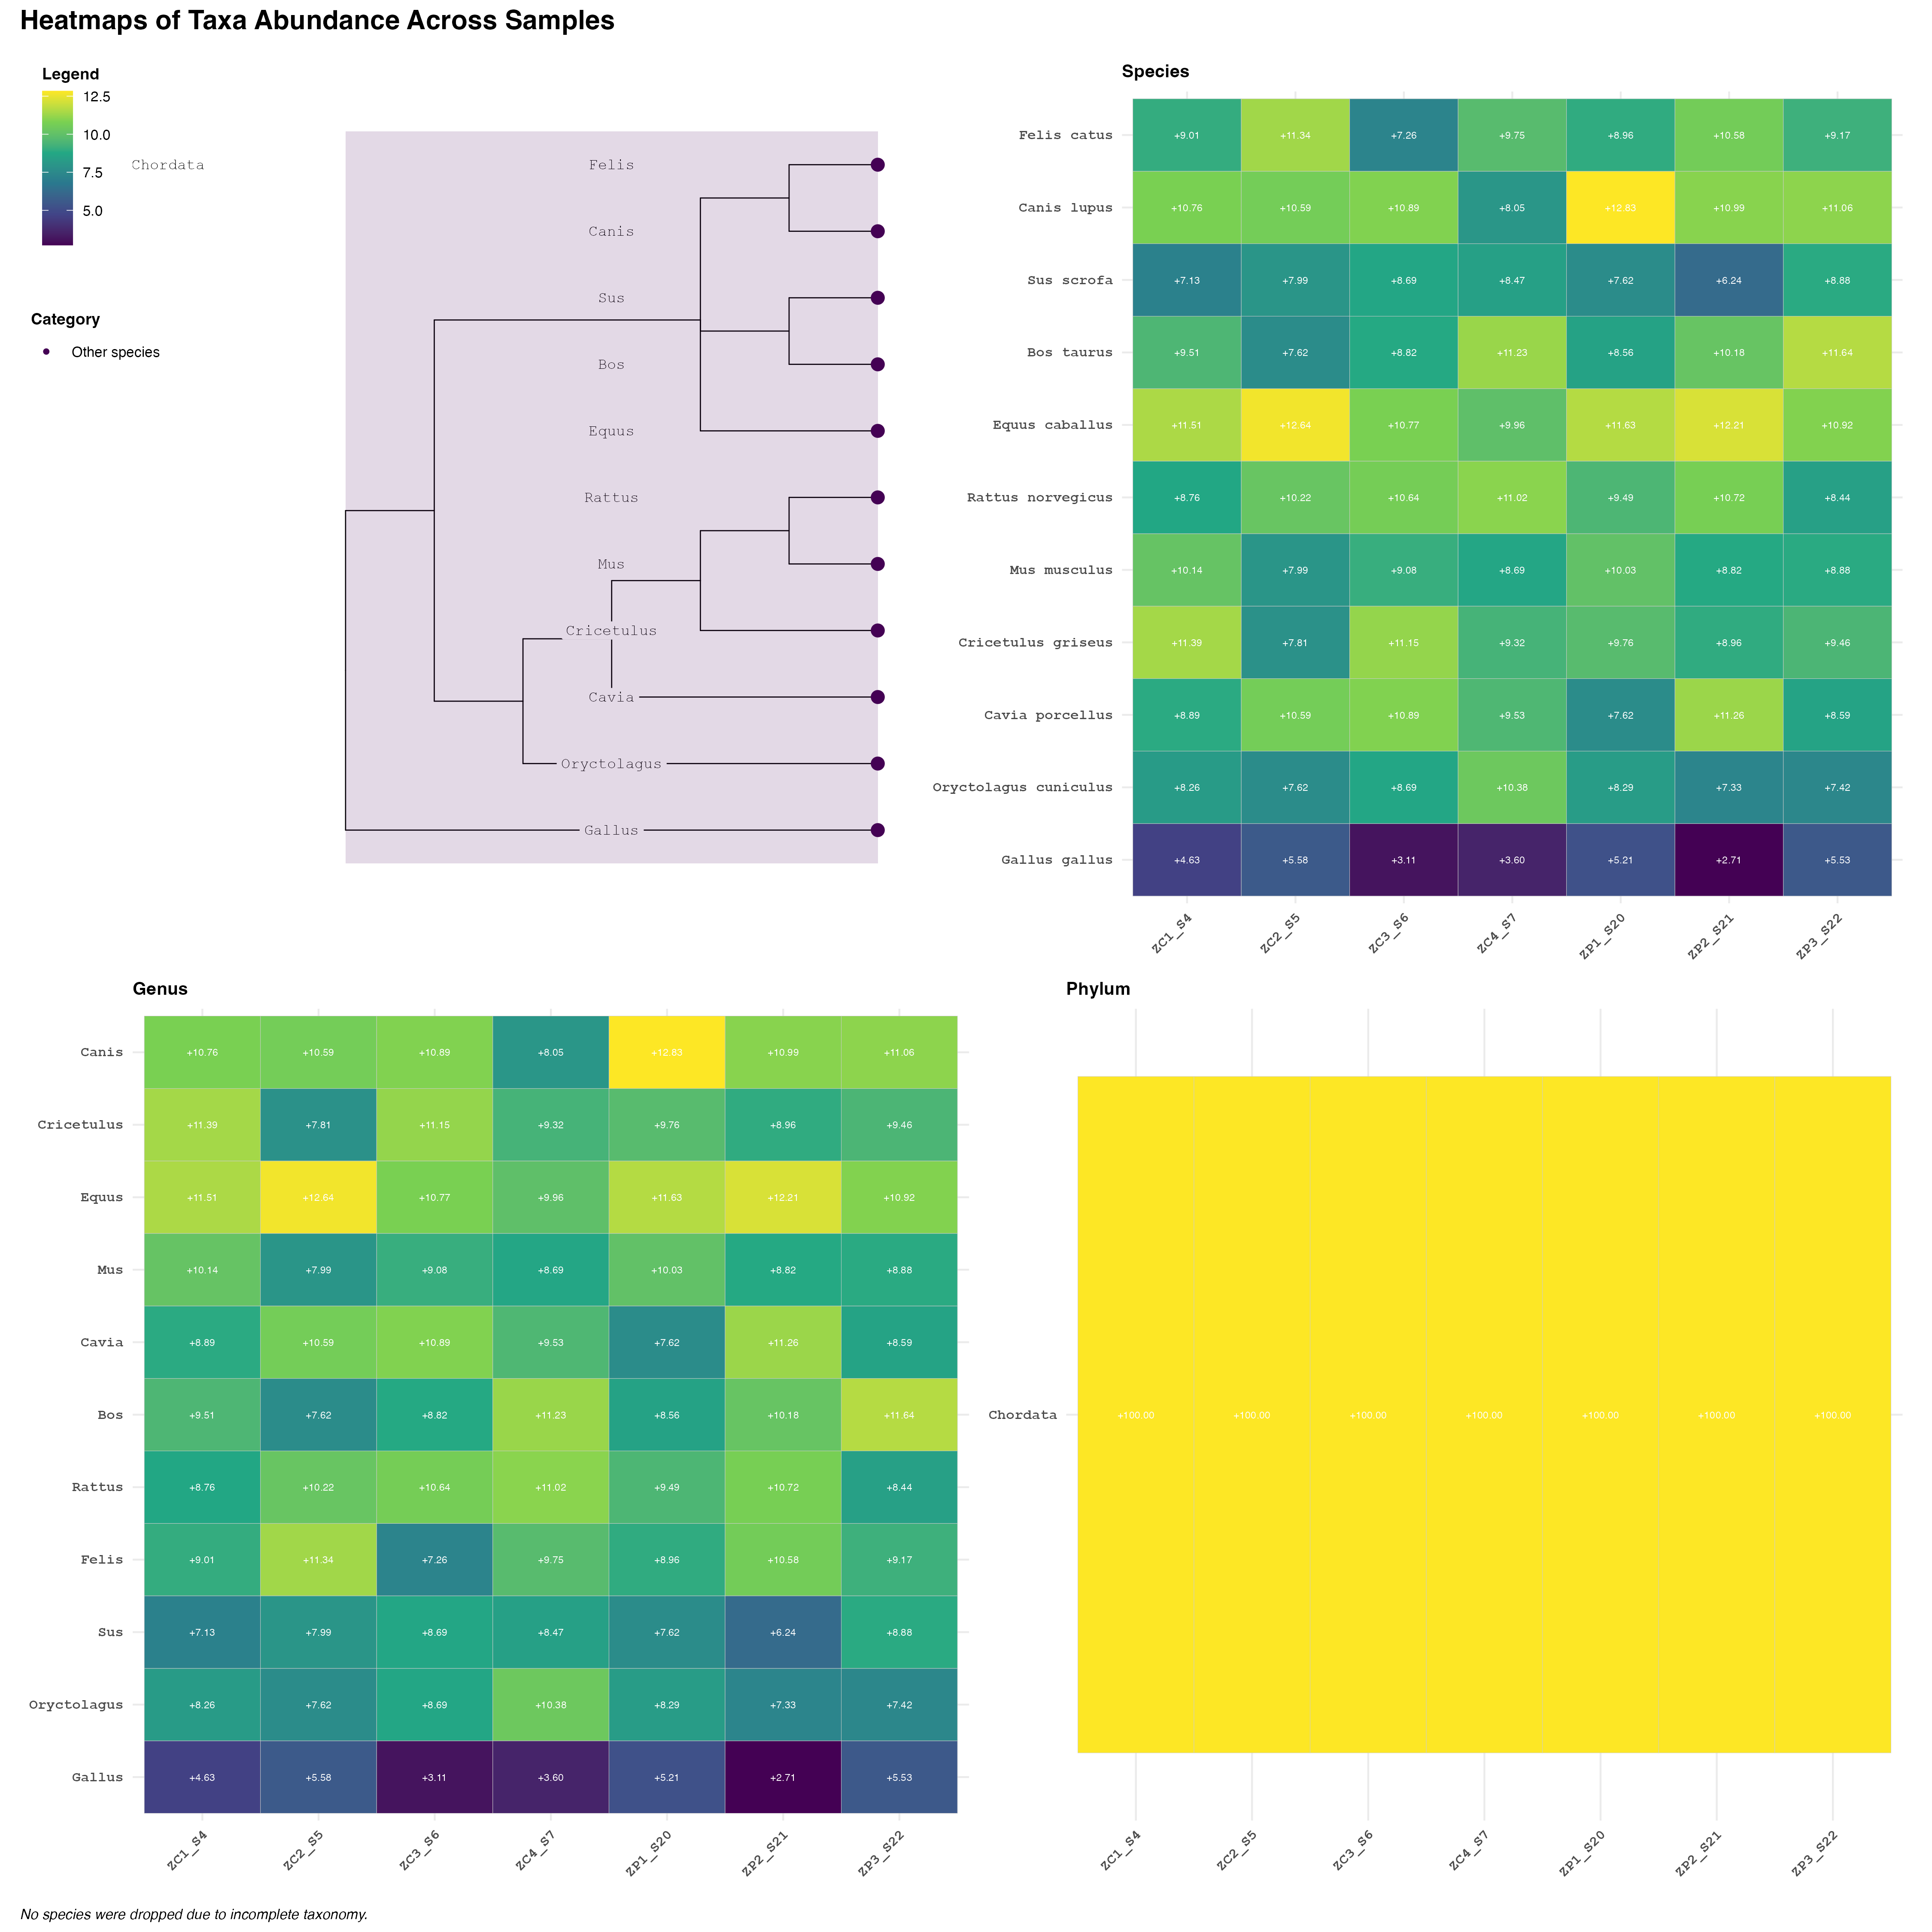 Heatmaps of Taxa Abundance Across Samples
Legend
12.5
10.0
7.5
5.0
Category
Other species
Chordata
Felis
Canis
Sus
Bos
Equus
Rattus
Mus
Cricetulus
Cavia
Oryctolagus
Gallus
Species
Felis catus +9.01 +11.34 +7.26 +9.75 +8.96 +10.58 +9.17
Canis lupus +10.76 +10.59 +10.89 +8.05 +12.83 +10.99 +11.06
Sus scrofa +7.13 +7.99 +8.69 +8.47 +7.62 +6.24 +8.88
Bos taurus +9.51 +7.62 +8.82 +11.23 +8.56 +10.18 +11.64
Equus caballus +11.51 +12.64 +10.77 +9.96 +11.63 +12.21 +10.92
Rattus norvegicus +8.76 +10.22 +10.64 +11.02 +9.49 +10.72 +8.44
Mus musculus +10.14 +7.99 +9.08 +8.69 +10.03 +8.82 +8.88
Cricetulus griseus +11.39 +7.81 +11.15 +9.32 +9.76 +8.96 +9.46
Cavia porcellus +8.89 +10.59 +10.89 +9.53 +7.62 +11.26 +8.59
Oryctolagus cuniculus +8.26 +7.62 +8.69 +10.38 +8.29 +7.33 +7.42
Gallus gallus +4.63 +5.58 +3.11 +3.60 +5.21 +2.71 +5.53
ZC1_S4 ZC2_S5 ZC3_S6 ZC4_S7 ZP1_S20 ZP2_S21 ZP3_S22
Genus
Canis +10.76 +10.59 +10.89 +8.05 +12.83 +10.99 +11.06
Cricetulus +11.39 +7.81 +11.15 +9.32 +9.76 +8.96 +9.46
Equus +11.51 +12.64 +10.77 +9.96 +11.63 +12.21 +10.92
Mus +10.14 +7.99 +9.08 +8.69 +10.03 +8.82 +8.88
Cavia +8.89 +10.59 +10.89 +9.53 +7.62 +11.26 +8.59
Bos +9.51 +7.62 +8.82 +11.23 +8.56 +10.18 +11.64
Rattus +8.76 +10.22 +10.64 +11.02 +9.49 +10.72 +8.44
Felis +9.01 +11.34 +7.26 +9.75 +8.96 +10.58 +9.17
Sus +7.13 +7.99 +8.69 +8.47 +7.62 +6.24 +8.88
Oryctolagus +8.26 +7.62 +8.69 +10.38 +8.29 +7.33 +7.42
Gallus +4.63 +5.58 +3.11 +3.60 +5.21 +2.71 +5.53
ZC1_S4 ZC2_S5 ZC3_S6 ZC4_S7 ZP1_S20 ZP2_S21 ZP3_S22
Phylum
Chordata +100.00 +100.00 +100.00 +100.00 +100.00 +100.00 +100.00
ZC1_S4 ZC2_S5 ZC3_S6 ZC4_S7 ZP1_S20 ZP2_S21 ZP3_S22
No species were dropped due to incomplete taxonomy.